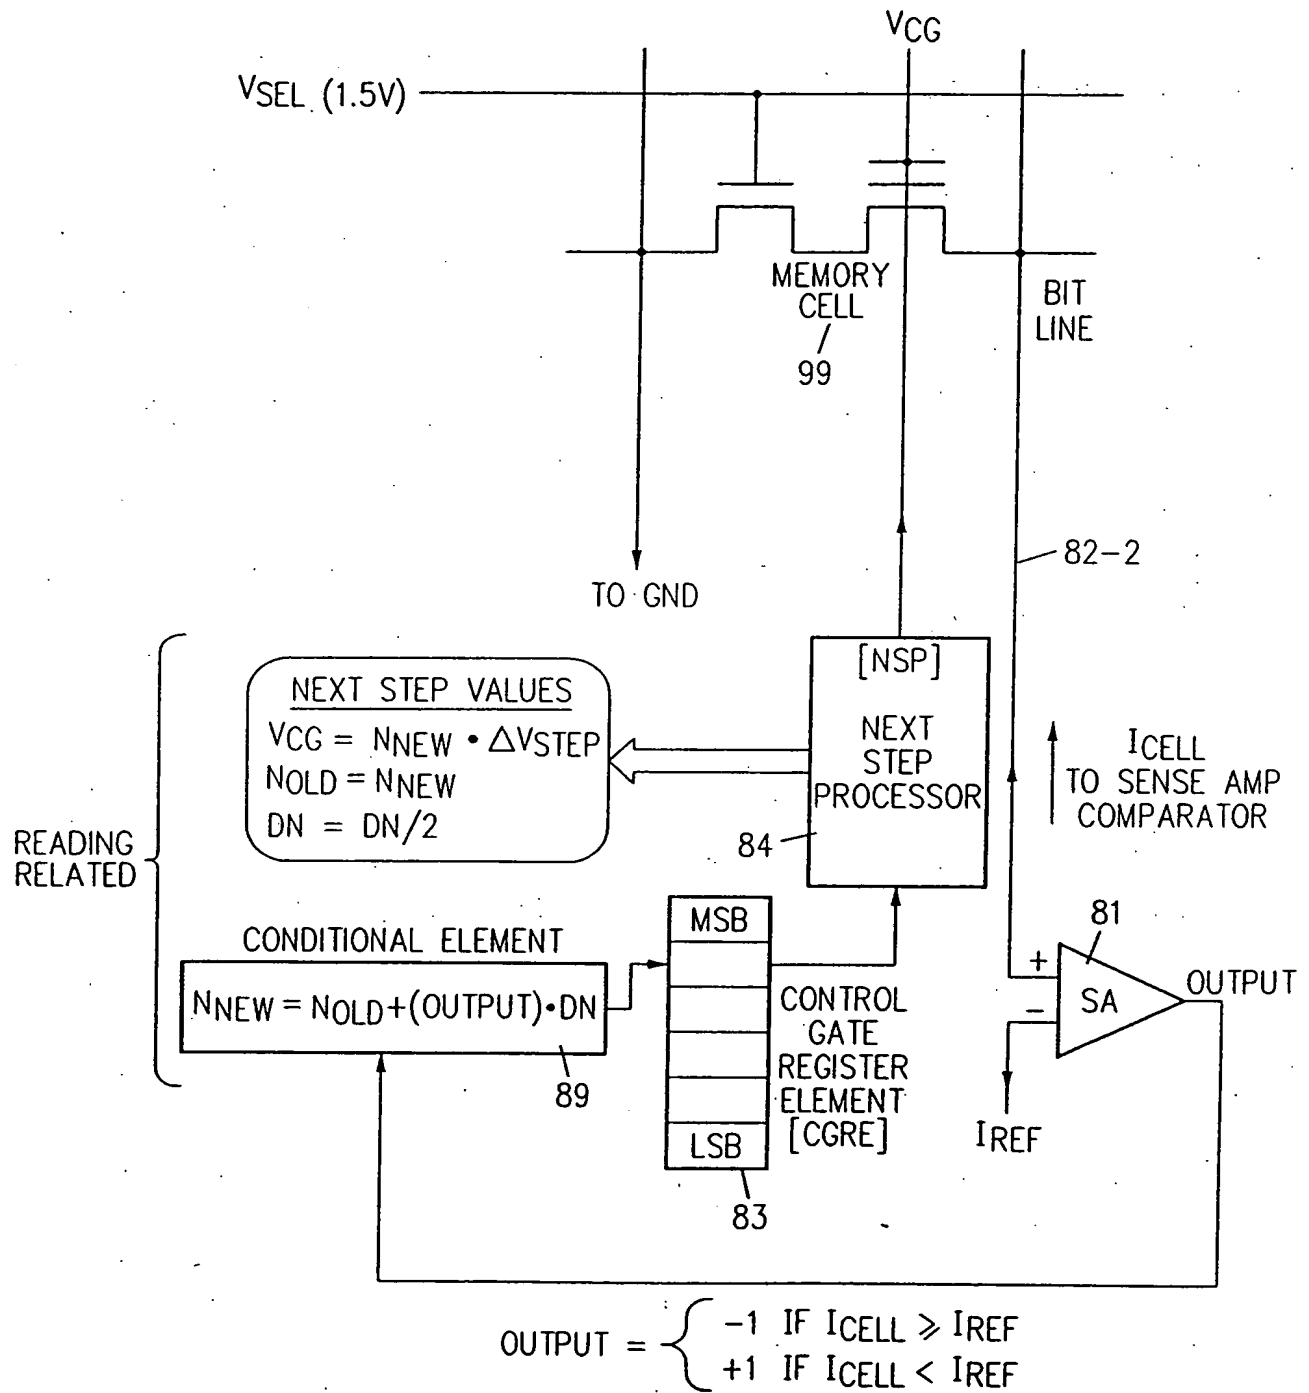 VCG
VSEL (1.5V)
MEMORY
CELL
99
BIT
LINE
82-2
TO GND
[NSP]
NEXT
STEP
PROCESSOR
84
NEXT STEP VALUES
VCG = NNEW • ΔVSTEP
NOLD = NNEW
DN = DN/2
ICELL
TO SENSE AMP
COMPARATOR
READING
RELATED
CONDITIONAL ELEMENT
NNEW = NOLD+(OUTPUT)•DN
89
MSB
LSB
83
CONTROL
GATE
REGISTER
ELEMENT
[CGRE]
81
+
SA
-
OUTPUT
IREF
OUTPUT = { -1 IF ICELL ⩾ IREF
+1 IF ICELL < IREF